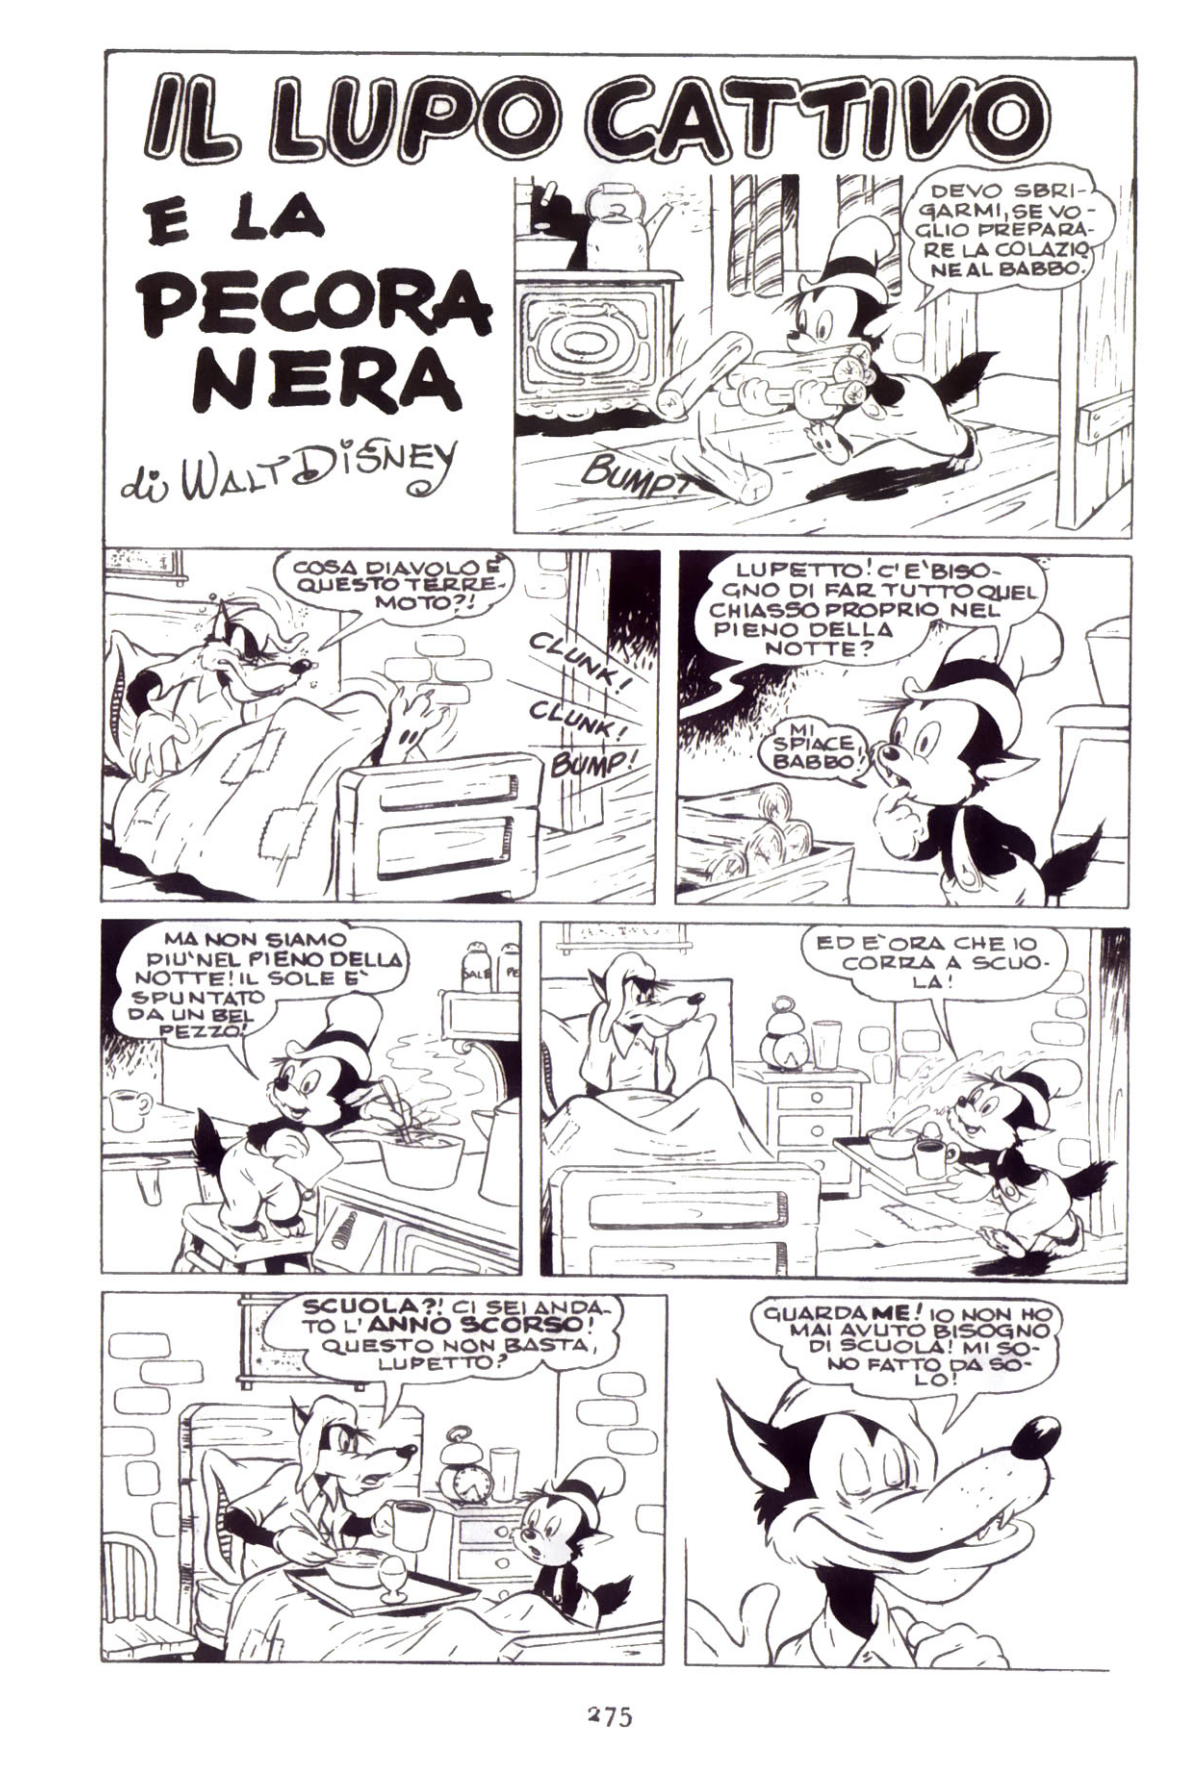 IL LUPO CATTIVO
E LA
PECORA
NERA
di WALT DISNEY
DEVO SBRI-
GARMI, SE VO-
GLIO PREPARA-
RE LA COLAZIO
NE AL BABBO.
BUMP!
COSA DIAVOLO E'
QUESTO TERRE-
MOTO?!
CLUNK!
CLUNK!
BUMP!
LUPETTO! C'E' BISO-
GNO DI FAR TUTTO QUEL
CHIASSO PROPRIO NEL
PIENO DELLA
NOTTE?
MI
SPIACE,
BABBO!
MA NON SIAMO
PIU' NEL PIENO DELLA
NOTTE! IL SOLE E'
SPUNTATO
DA UN BEL
PEZZO!
SALE
PE
ED E' ORA CHE IO
CORRA A SCUO-
LA!
SCUOLA?! CI SEI ANDA-
TO L'ANNO SCORSO!
QUESTO NON BASTA,
LUPETTO?
GUARDA ME! IO NON HO
MAI AVUTO BISOGNO
DI SCUOLA! MI SO-
NO FATTO DA SO-
LO!
275